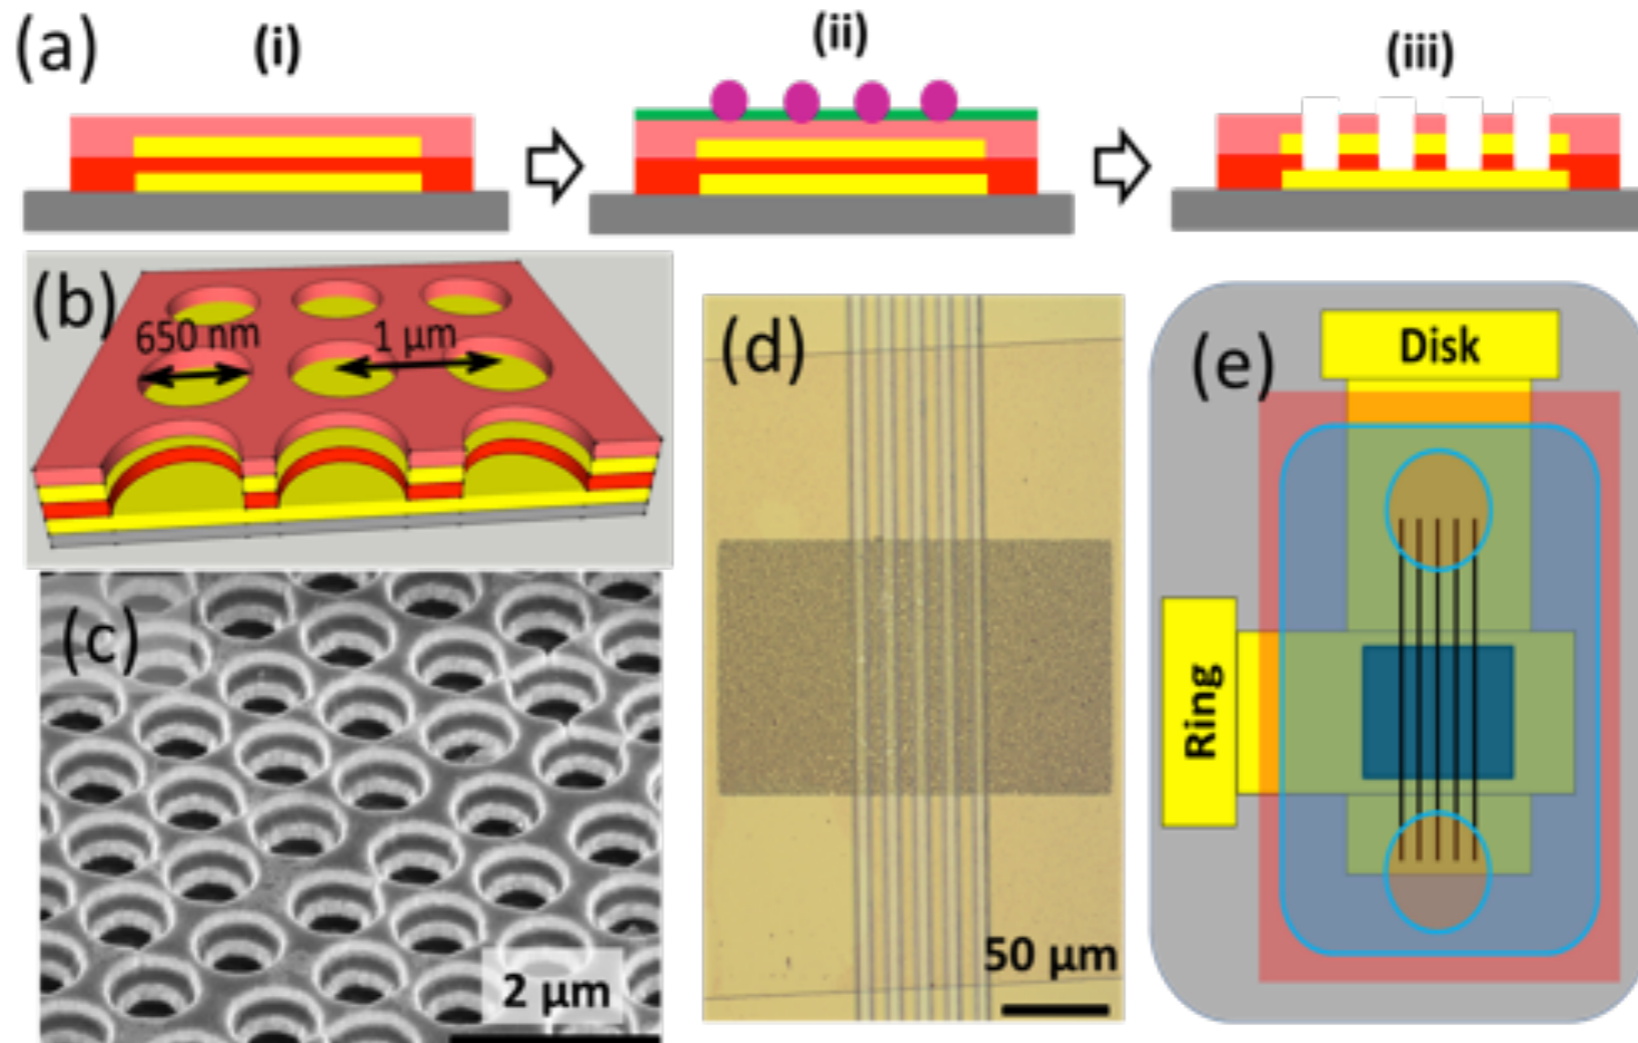 (a)
(i)
(ii)
(iii)
(b)
650 nm
1 μm
(c)
2 μm
(d)
50 μm
(e)
Disk
Ring